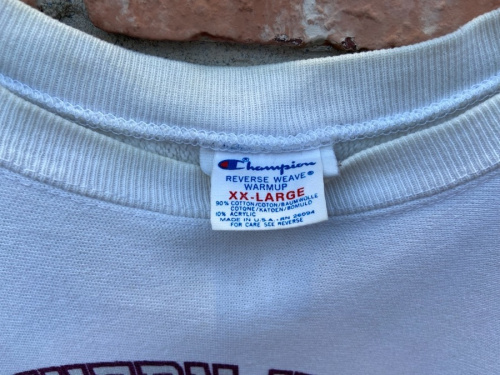 Champion
REVERSE WEAVE®
WARMUP
XX-LARGE
90% COTTON/COTON/BAUMWOLLE
COTONE/KATOEN/BOMULD
10% ACRYLIC
MADE IN U.S.A.-RN 26094
FOR CARE SEE REVERSE